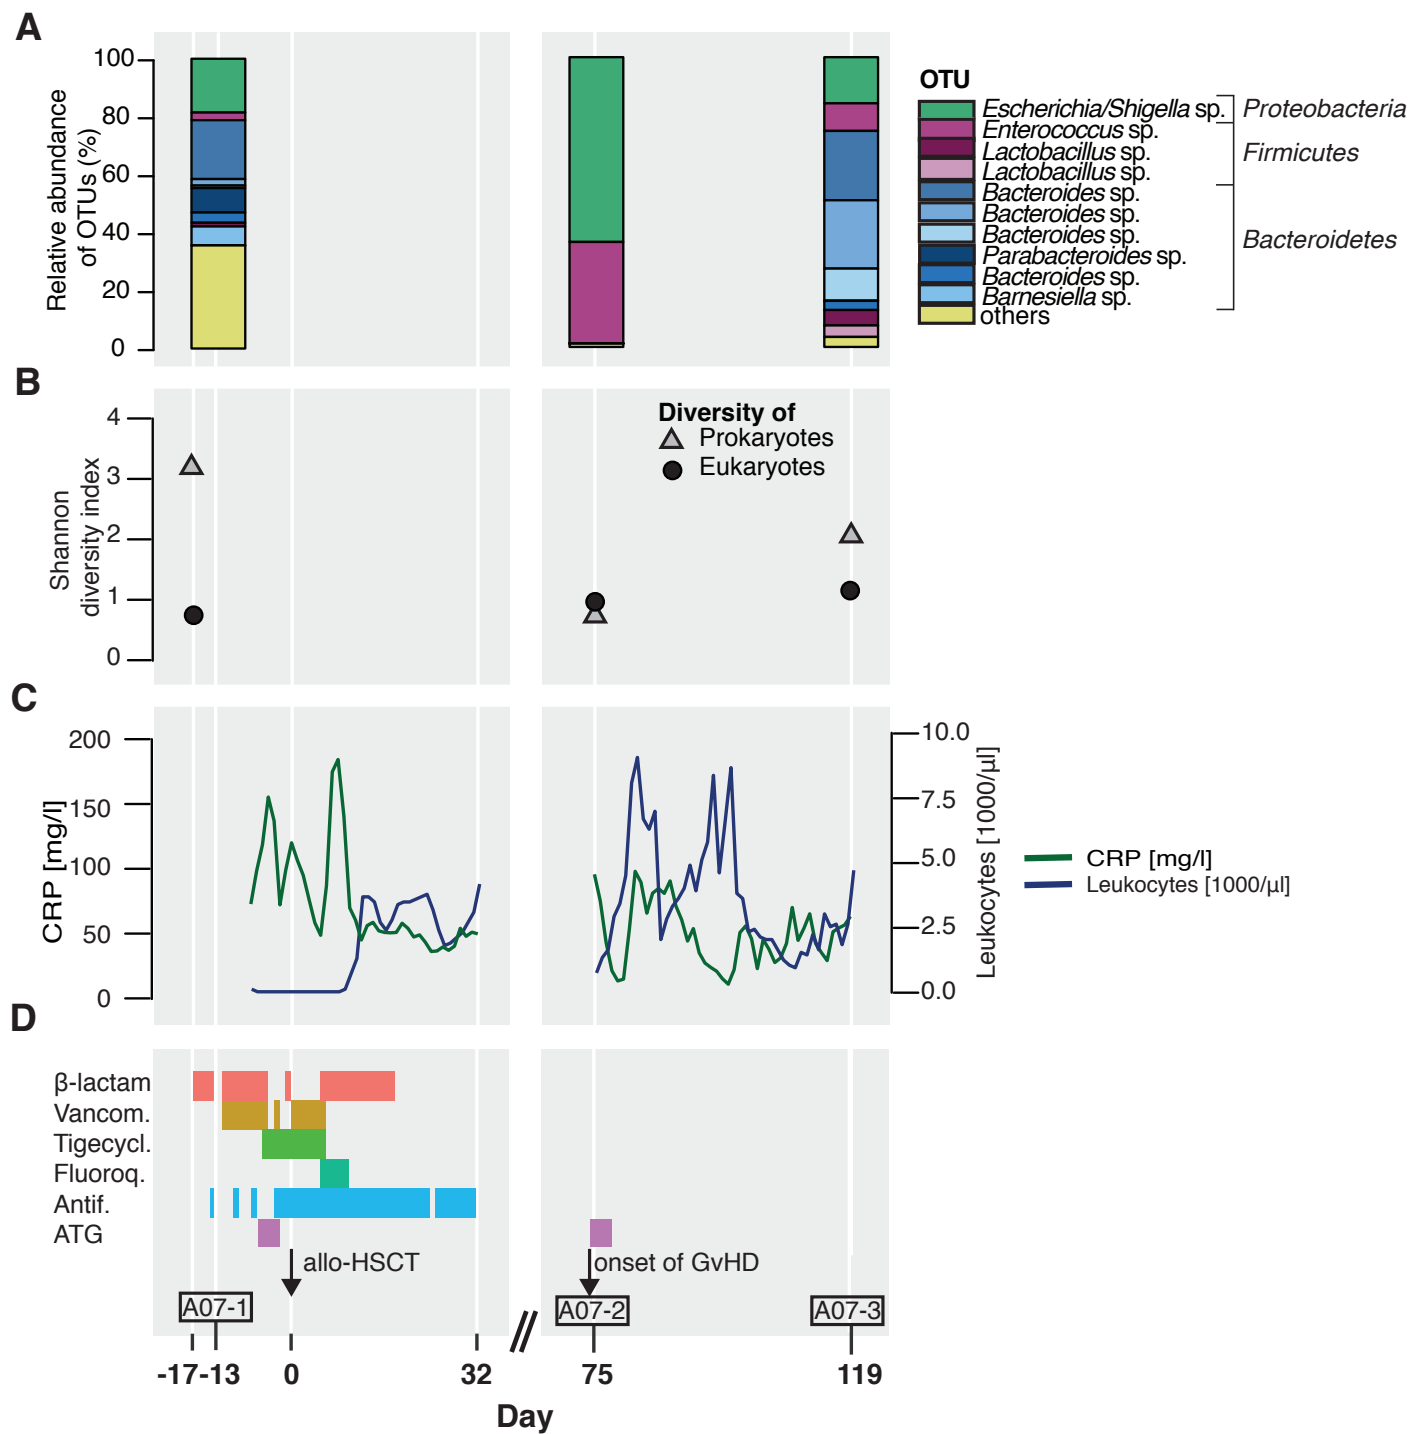 A
Relative abundance
of OTUs (%)
100
80
60
40
20
0
OTU
Escherichia/Shigella sp.
Enterococcus sp.
Lactobacillus sp.
Lactobacillus sp.
Bacteroides sp.
Bacteroides sp.
Bacteroides sp.
Parabacteroides sp.
Bacteroides sp.
Barnesiella sp.
others
Proteobacteria
Firmicutes
Bacteroidetes
B
Shannon
diversity index
4
3
2
1
0
Diversity of
Prokaryotes
Eukaryotes
C
CRP [mg/l]
200
150
100
50
0
10.0
7.5
5.0
2.5
0.0
Leukocytes [1000/µl]
CRP [mg/l]
Leukocytes [1000/µl]
D
β-lactam
Vancom.
Tigecycl.
Fluoroq.
Antif.
ATG
allo-HSCT
onset of GvHD
A07-1
A07-2
A07-3
-17 -13 0 32 75 119
Day